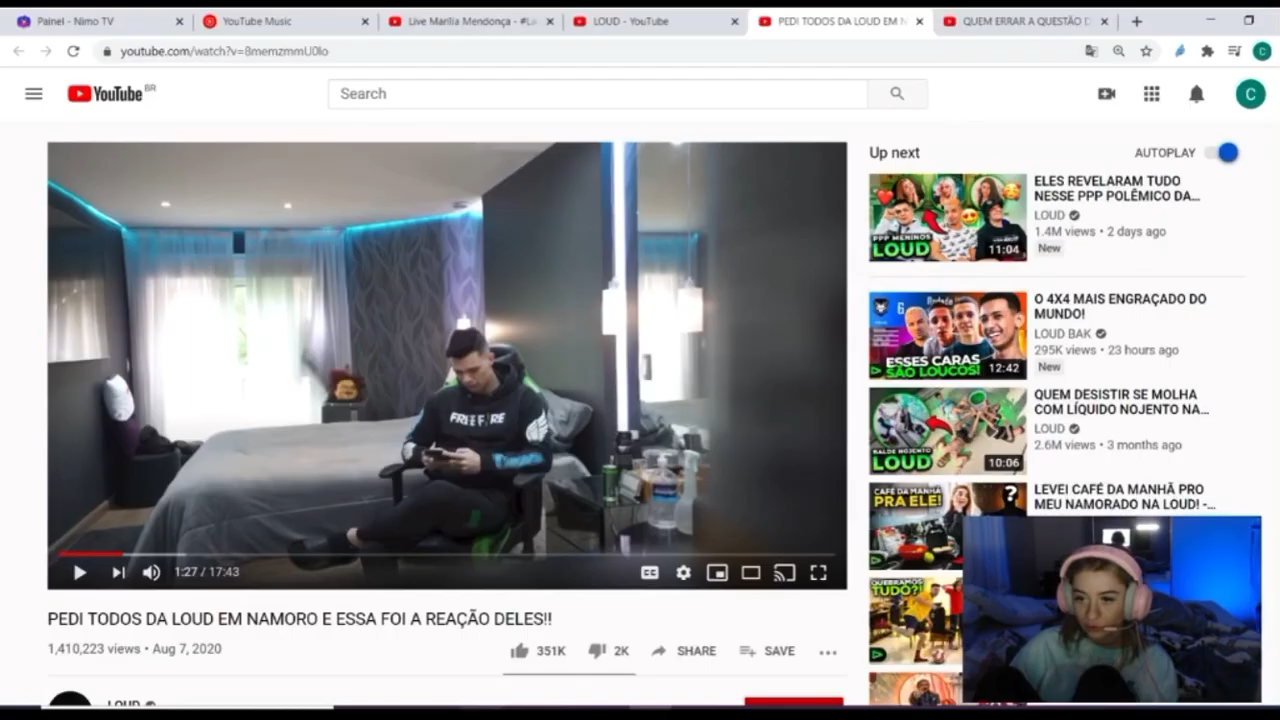 Painel - Nimo TV
YouTube Music
Live Marília Mendonça - #La
LOUD - YouTube
PEDI TODOS DA LOUD EM N
QUEM ERRAR A QUESTÃO D
youtube.com/watch?v=8memzmmU0lo
C
YouTube BR
Search
C
Up next
AUTOPLAY
ELES REVELARAM TUDO
NESSE PPP POLÊMICO DA...
LOUD
1.4M views • 2 days ago
New
PPP MENINOS
LOUD
11:04
O 4X4 MAIS ENGRAÇADO DO
MUNDO!
LOUD BAK
295K views • 23 hours ago
New
6
ESSES CARAS
SÃO LOUCOS!
12:42
QUEM DESISTIR SE MOLHA
COM LÍQUIDO NOJENTO NA...
LOUD
2.6M views • 3 months ago
BALDE NOJENTO
LOUD
10:06
LEVEI CAFÉ DA MANHÃ PRO
MEU NAMORADO NA LOUD! -...
CAFÉ DA MANHÃ
PRA ELE!
?
QUEBRAMOS
TUDO?!
FREE FIRE
1:27 / 17:43
CC
PEDI TODOS DA LOUD EM NAMORO E ESSA FOI A REAÇÃO DELES!!
1,410,223 views • Aug 7, 2020
351K
2K
SHARE
SAVE
LOUD